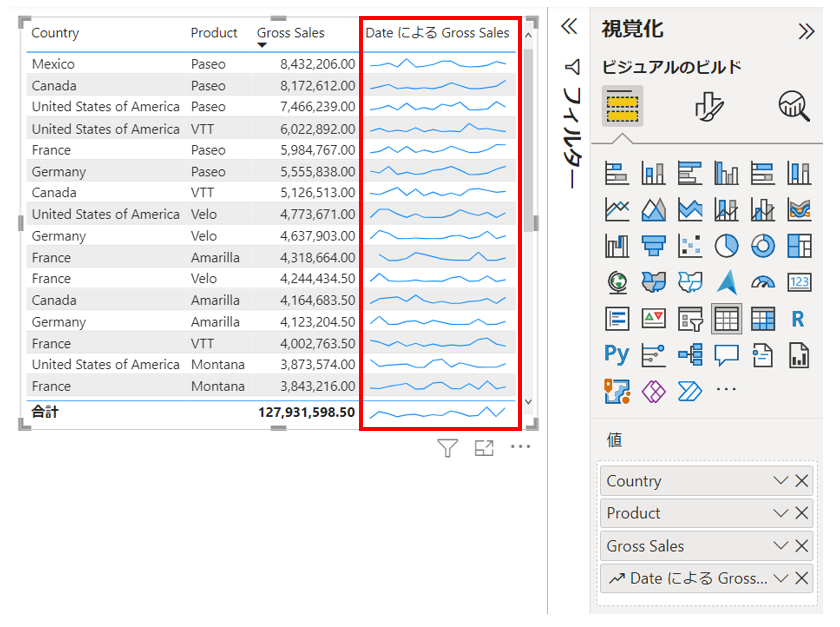 Country Product Gross Sales Date による Gross Sales
Mexico Paseo 8,432,206.00
Canada Paseo 8,172,612.00
United States of America Paseo 7,466,239.00
United States of America VTT 6,022,892.00
France Paseo 5,984,767.00
Germany Paseo 5,555,838.00
Canada VTT 5,126,513.00
United States of America Velo 4,773,671.00
Germany Velo 4,637,903.00
France Amarilla 4,318,664.00
France Velo 4,244,434.50
Canada Amarilla 4,164,683.50
Germany Amarilla 4,123,204.50
France VTT 4,002,763.50
United States of America Montana 3,873,574.00
France Montana 3,843,216.00
合計 127,931,598.50
フィルター
視覚化
ビジュアルのビルド
123
R
Py
値
Country
Product
Gross Sales
Date による Gross...